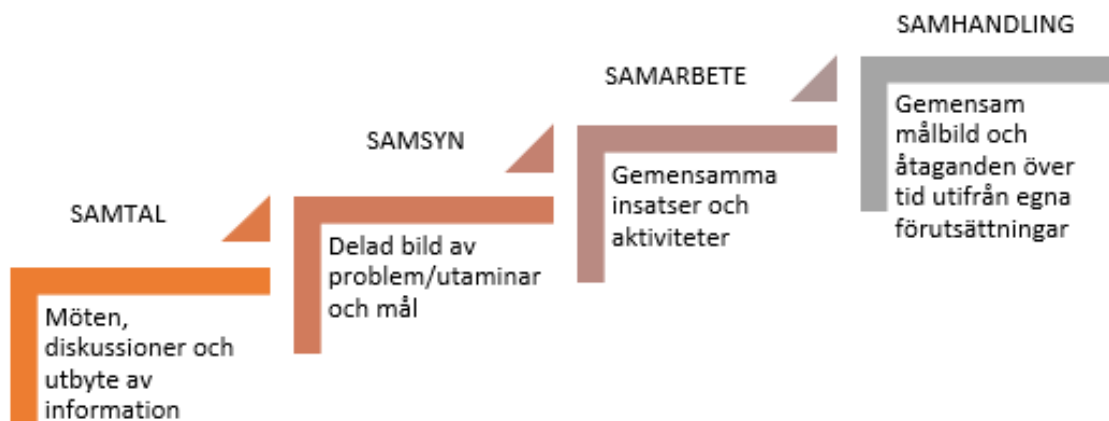 SAMTAL
Möten,
diskussioner och
utbyte av
information
SAMSYN
Delad bild av
problem/utaminar
och mål
SAMARBETE
Gemensamma
insatser och
aktiviteter
SAMHANDLING
Gemensam
målbild och
åtaganden över
tid utifrån egna
förutsättningar